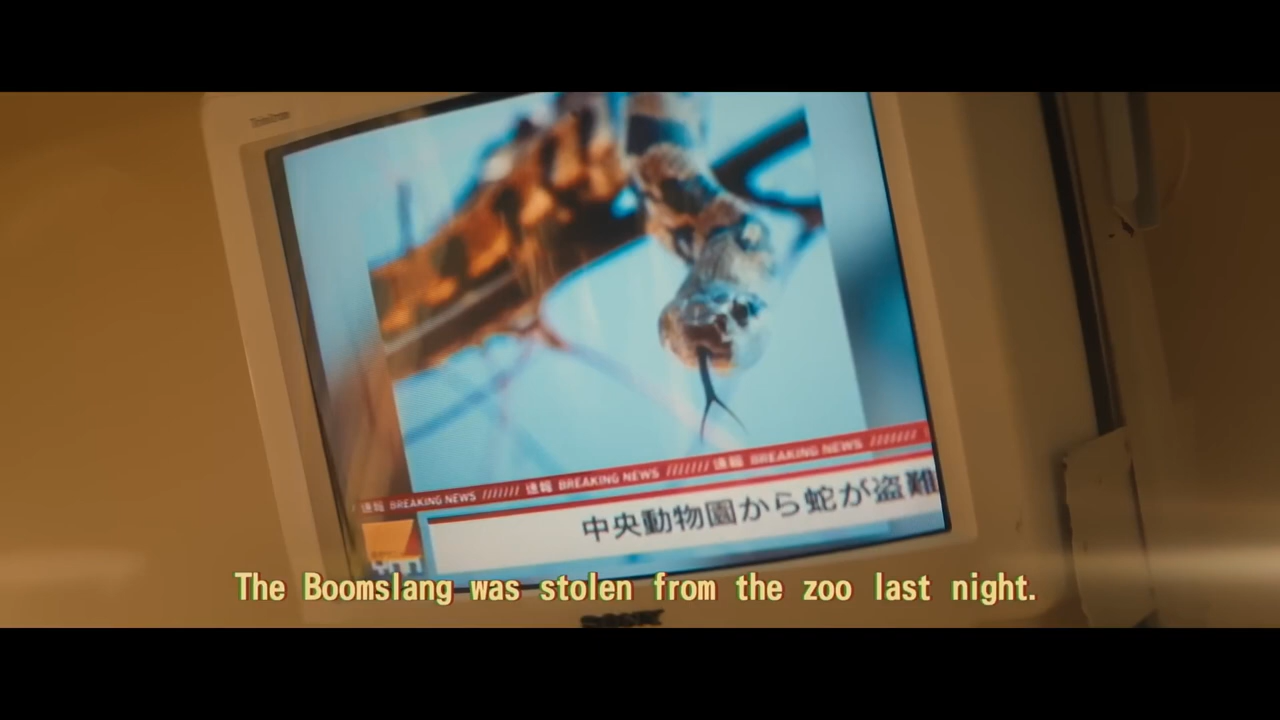 速報 BREAKING NEWS /////// 速報 BREAKING NEWS /////// 速報 BREAKING NEWS ///////
中央動物園から蛇が盗難
The Boomslang was stolen from the zoo last night.